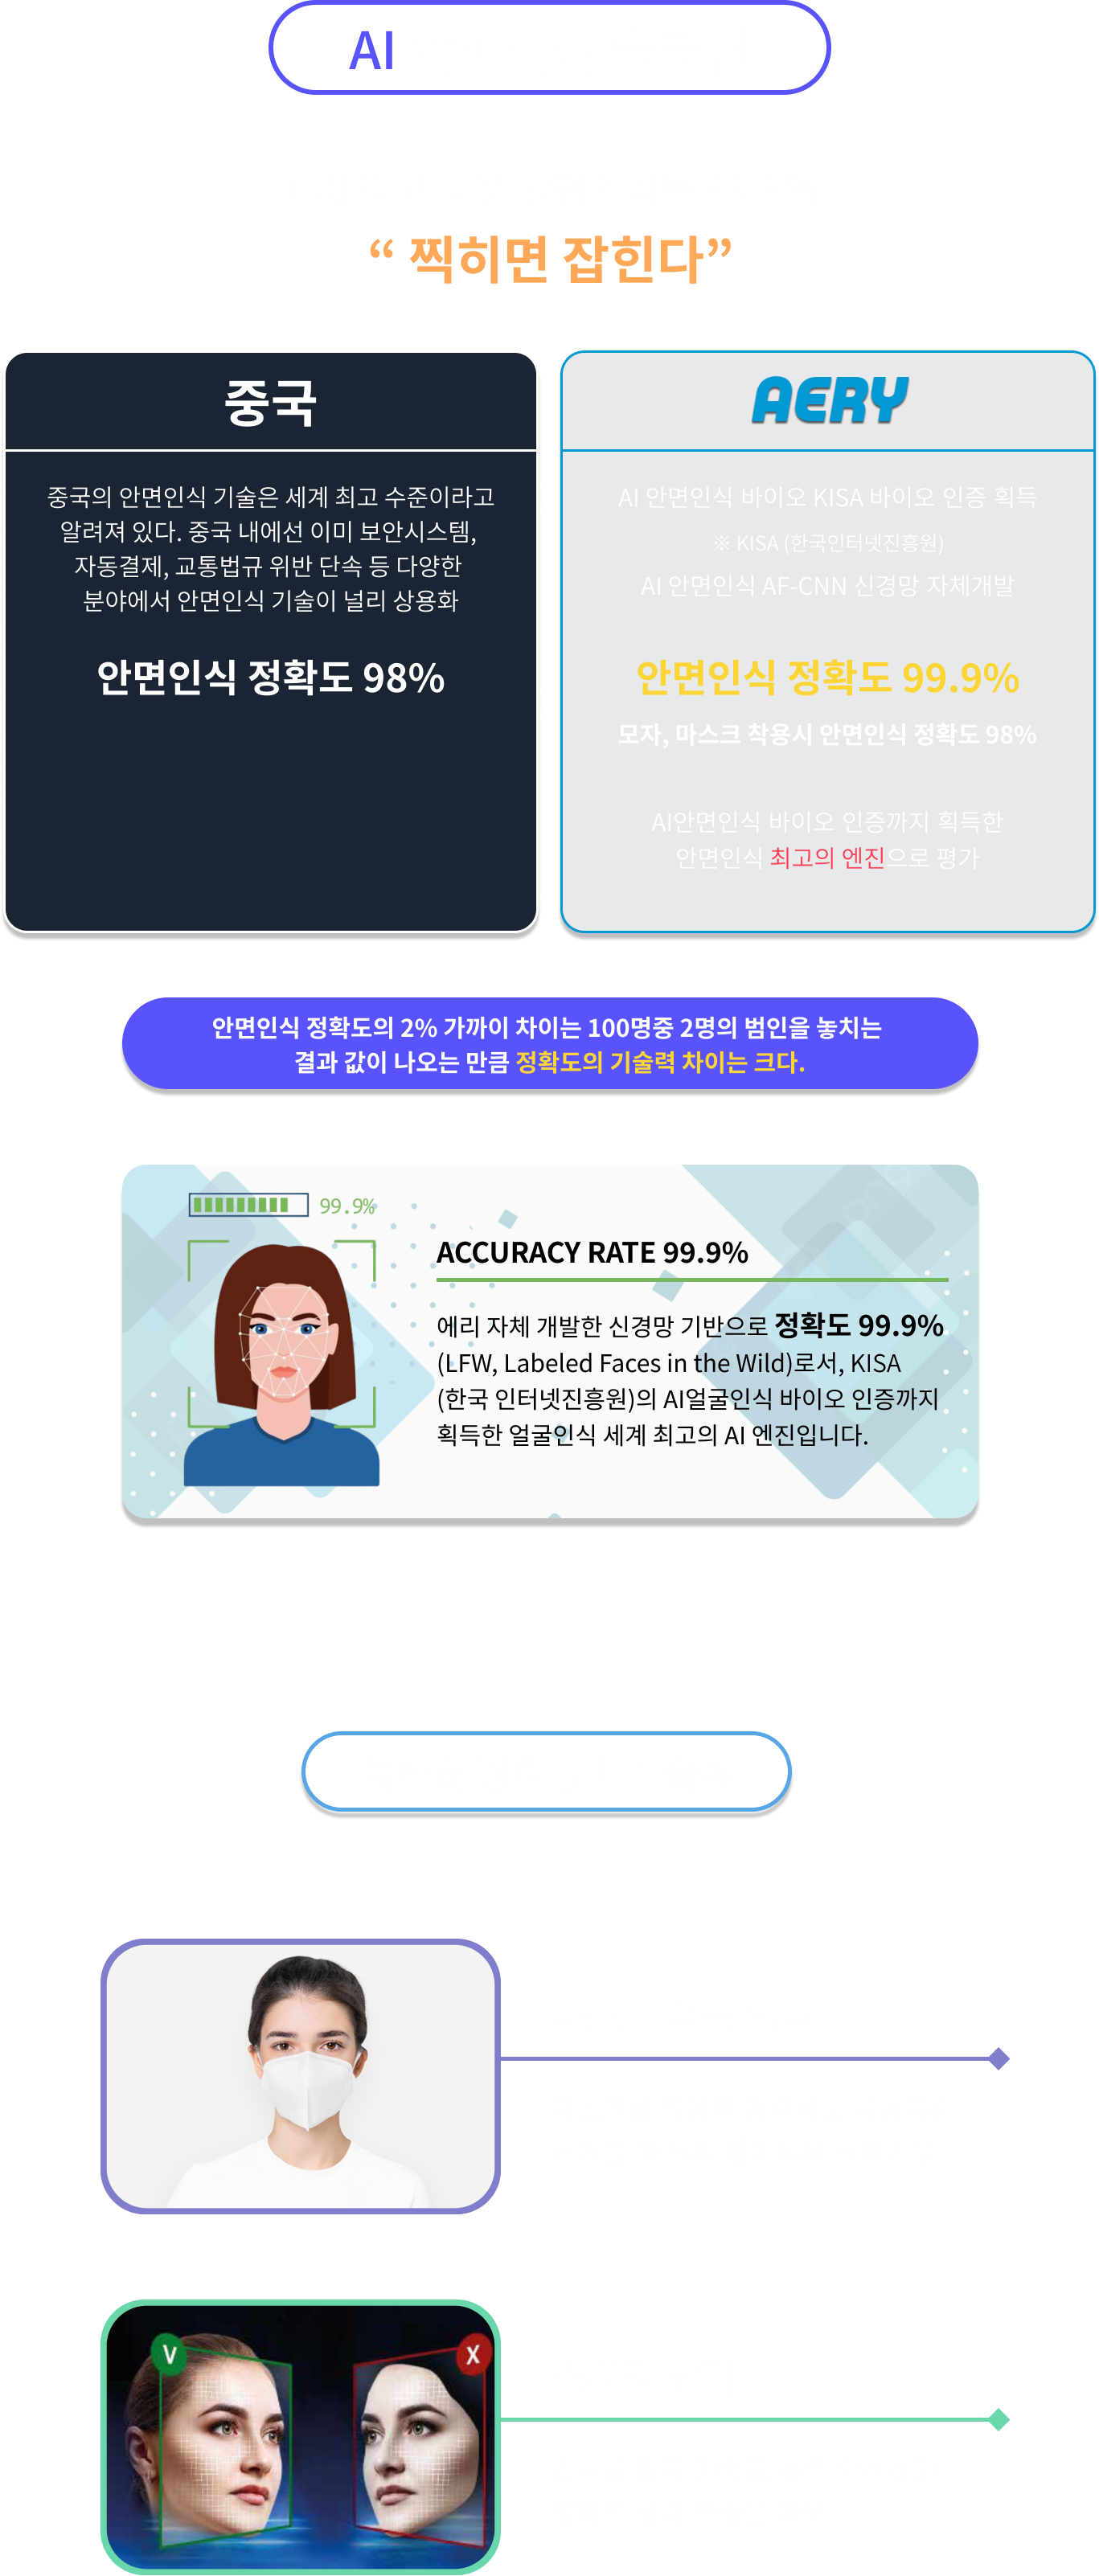 AI
“ 찍히면 잡힌다”
중국
중국의 안면인식 기술은 세계 최고 수준이라고
알려져 있다. 중국 내에선 이미 보안시스템,
자동결제, 교통법규 위반 단속 등 다양한
분야에서 안면인식 기술이 널리 상용화
안면인식 정확도 98%
AERY
AI 안면인식 바이오 KISA 바이오 인증 획득
※ KISA (한국인터넷진흥원)
AI 안면인식 AF-CNN 신경망 자체개발
안면인식 정확도 99.9%
모자, 마스크 착용시 안면인식 정확도 98%
AI안면인식 바이오 인증까지 획득한
안면인식 최고의 엔진으로 평가
안면인식 정확도의 2% 가까이 차이는 100명중 2명의 범인을 놓치는
결과 값이 나오는 만큼 정확도의 기술력 차이는 크다.
99.9%
ACCURACY RATE 99.9%
에리 자체 개발한 신경망 기반으로 정확도 99.9%
(LFW, Labeled Faces in the Wild)로서, KISA
(한국 인터넷진흥원)의 AI얼굴인식 바이오 인증까지
획득한 얼굴인식 세계 최고의 AI 엔진입니다.
V
X